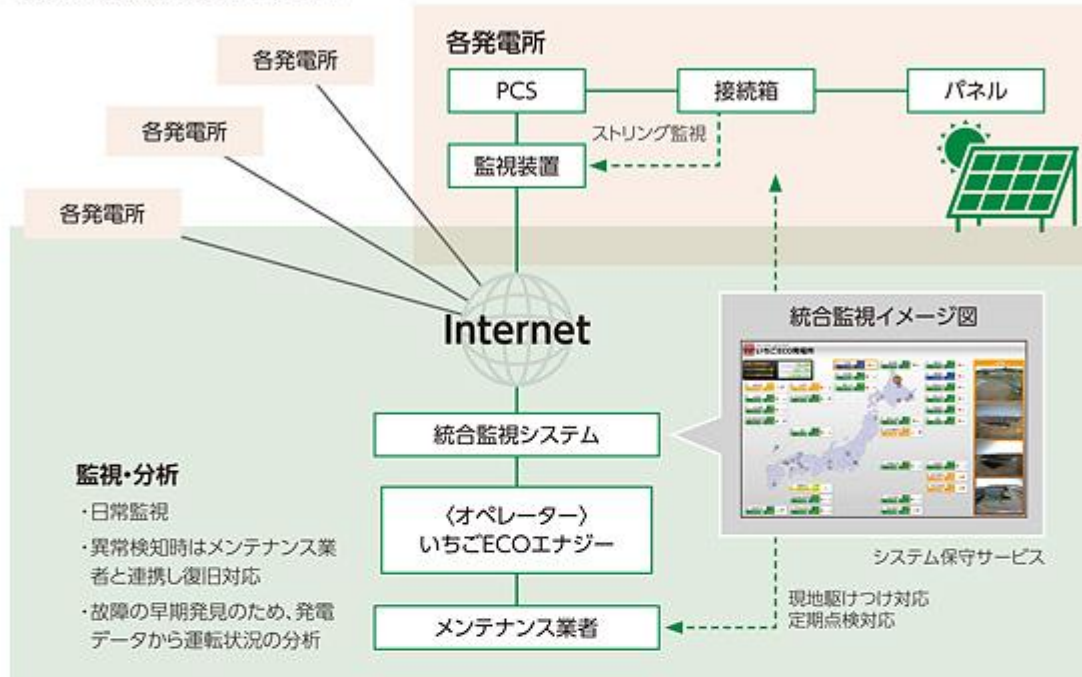 各発電所
各発電所
各発電所
各発電所
PCS
接続箱
パネル
ストリング監視
監視装置
Internet
統合監視イメージ図
いちごECO発電所
統合監視システム
〈オペレーター〉
いちごECOエナジー
メンテナンス業者
監視・分析
・日常監視
・異常検知時はメンテナンス業
者と連携し復旧対応
・故障の早期発見のため、発電
データから運転状況の分析
システム保守サービス
現地駆けつけ対応
定期点検対応